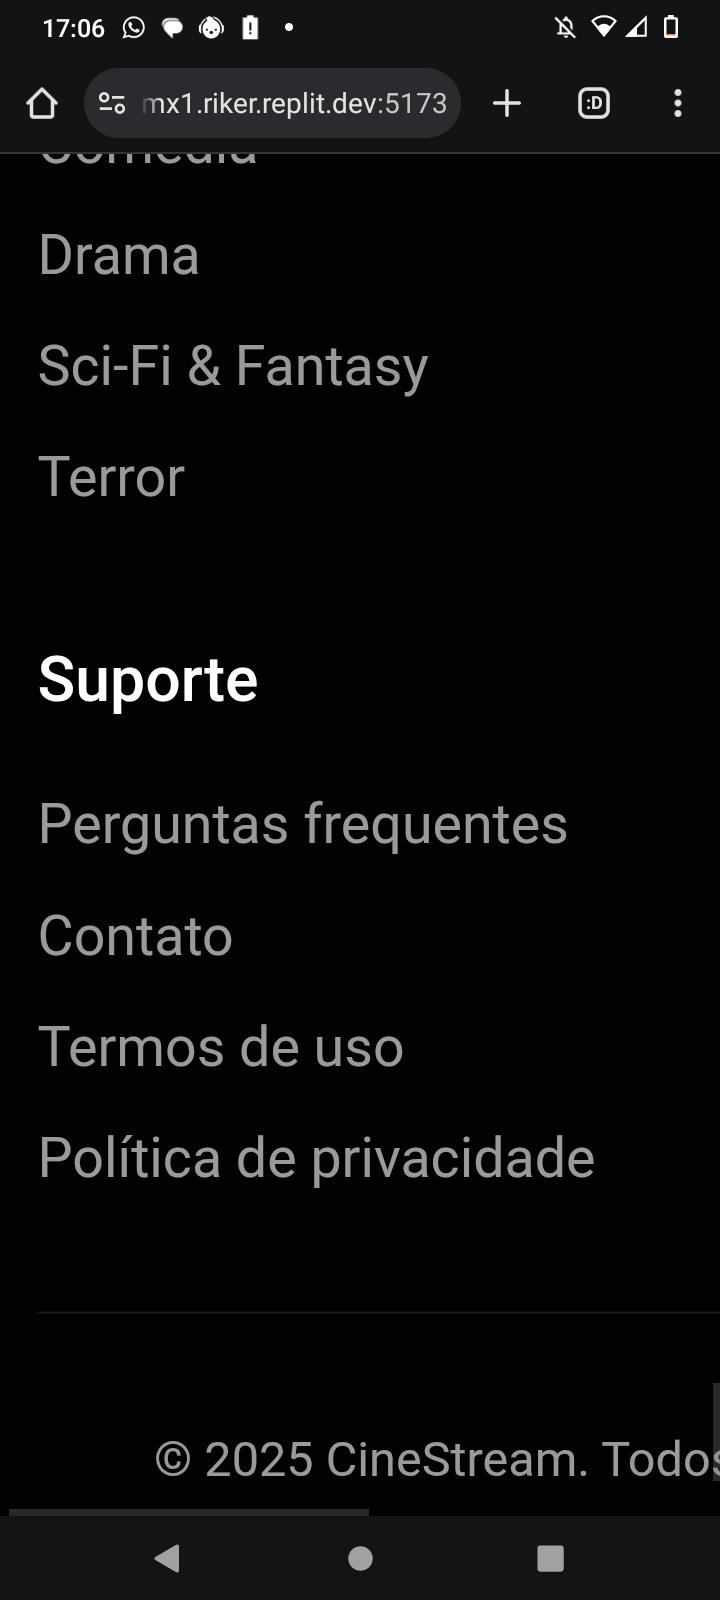 17:06
mx1.riker.replit.dev:5173
:D
Comédia
Drama
Sci-Fi & Fantasy
Terror
Suporte
Perguntas frequentes
Contato
Termos de uso
Política de privacidade
© 2025 CineStream. Todos